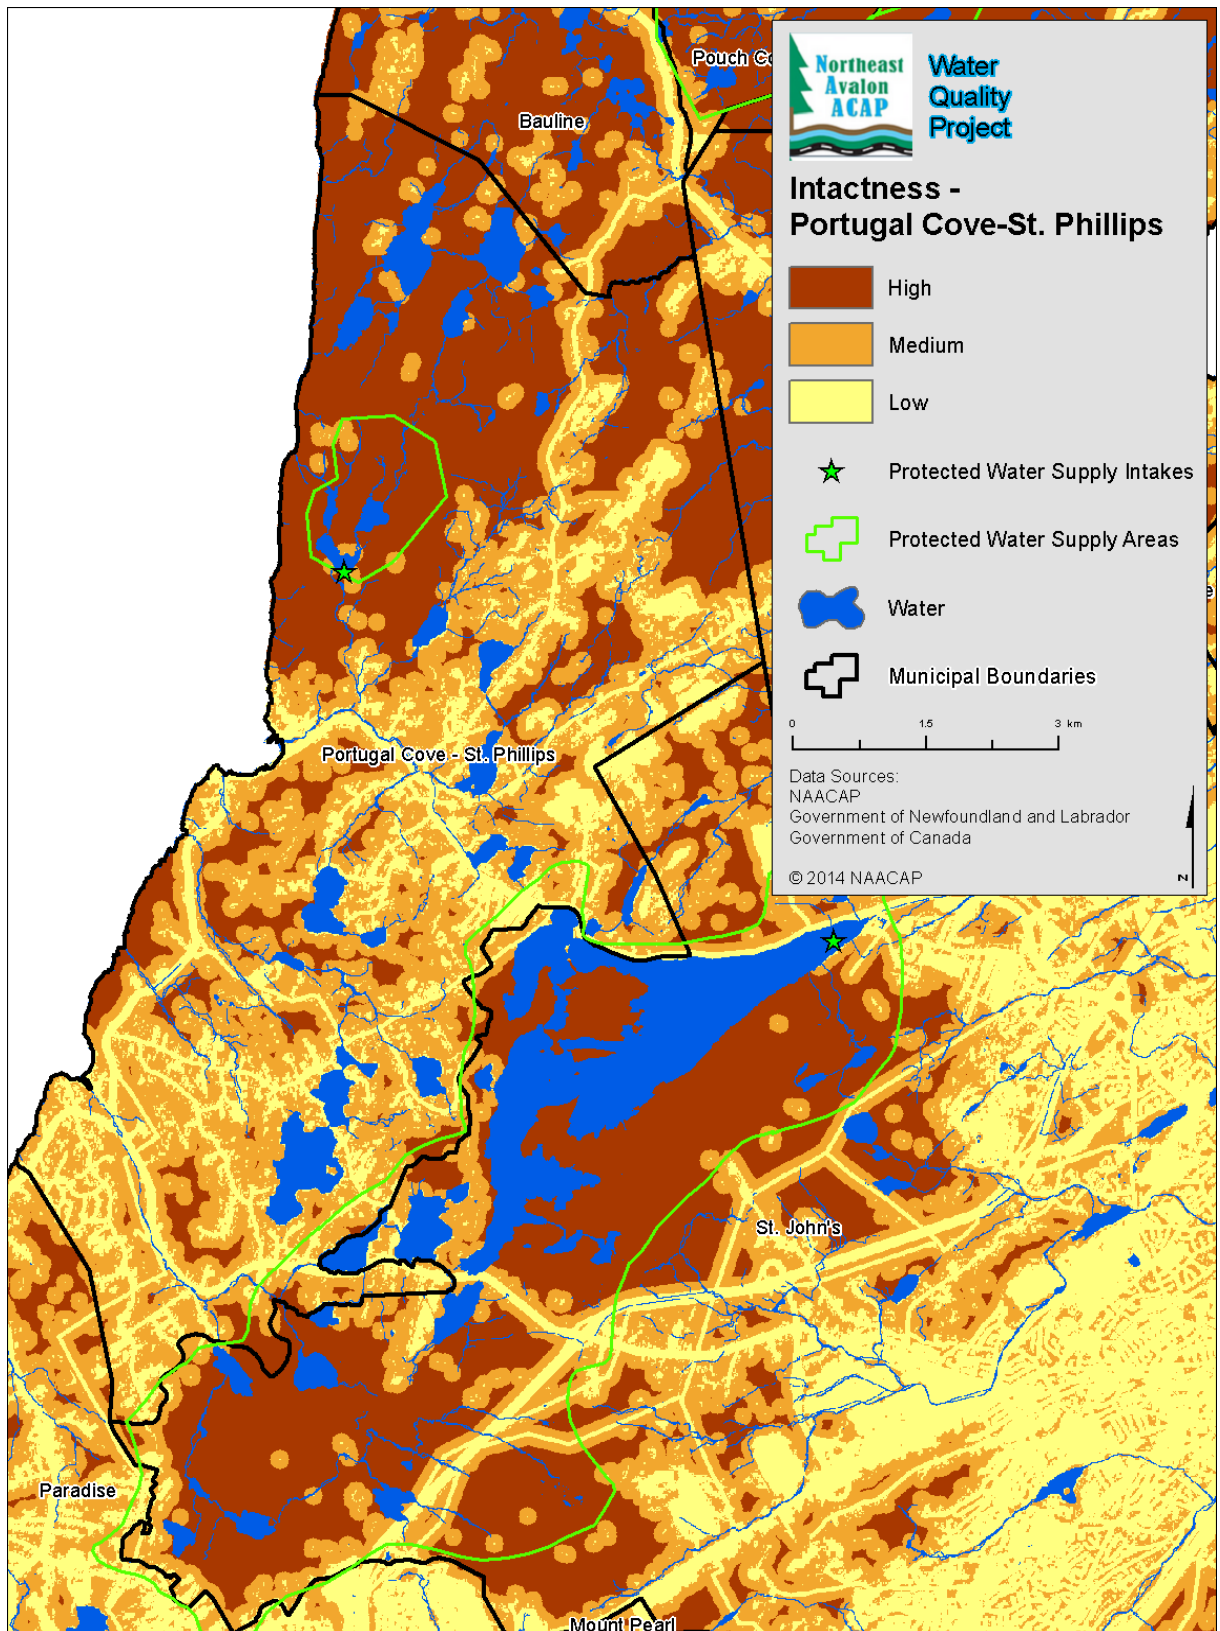 Pouch Co
Bauline
Northeast
Avalon
ACAP
Water
Quality
Project
Intactness -
Portugal Cove-St. Phillips
High
Medium
Low
Protected Water Supply Intakes
Protected Water Supply Areas
Water
Municipal Boundaries
0 1.5 3 km
Data Sources:
NAACAP
Government of Newfoundland and Labrador
Government of Canada
© 2014 NAACAP
N
e
Portugal Cove - St. Phillips
St. John's
Paradise
Mount Pearl